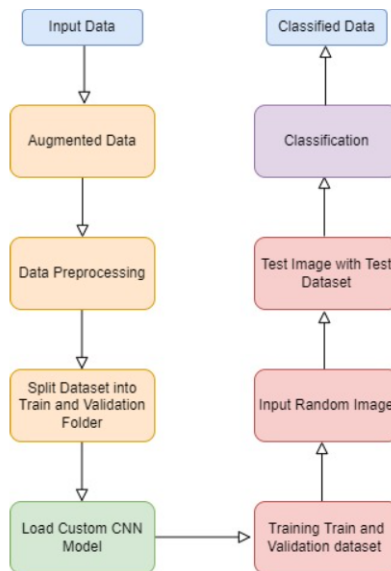 Input Data
Augmented Data
Data Preprocessing
Split Dataset into
Train and Validation
Folder
Load Custom CNN
Model
Training Train and
Validation dataset
Input Random Image
Test Image with Test
Dataset
Classification
Classified Data